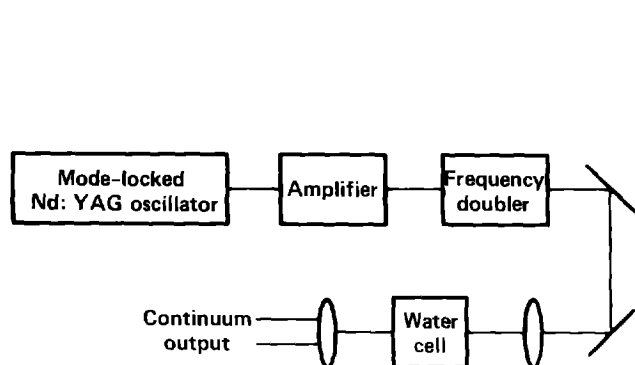 Mode-locked
Nd: YAG oscillator
Amplifier
Frequency
doubler
Continuum
output
Water
cell